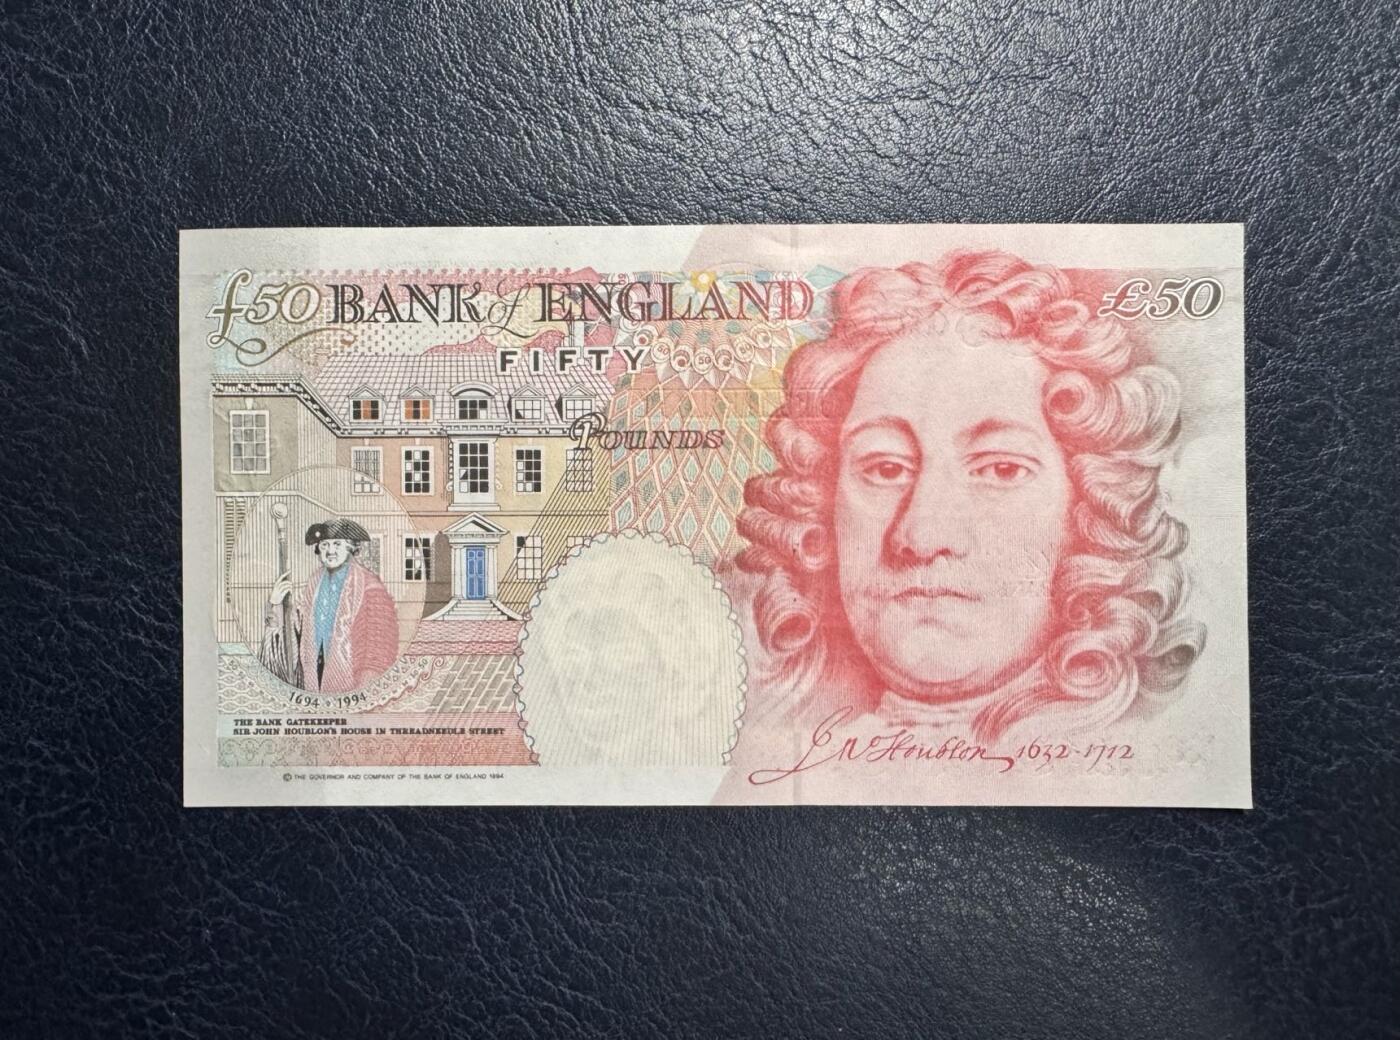 £50 BANK of ENGLAND £50
FIFTY
POUNDS
1694 • 1994
THE BANK GATEKEEPER
SIR JOHN HOUBLON'S HOUSE IN THREADNEEDLE STREET
© THE GOVERNOR AND COMPANY OF THE BANK OF ENGLAND 1994
Jn° Houblon 1632-1712